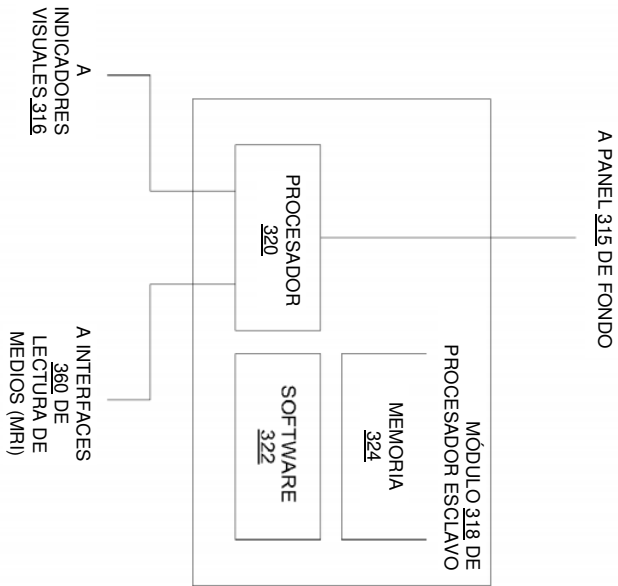 A PANEL 315 DE FONDO
MÓDULO 318 DE
PROCESADOR ESCLAVO
PROCESADOR
320
MEMORIA
324
SOFTWARE
322
A
INDICADORES
VISUALES 316
A INTERFACES
360 DE
LECTURA DE
MEDIOS (MRI)